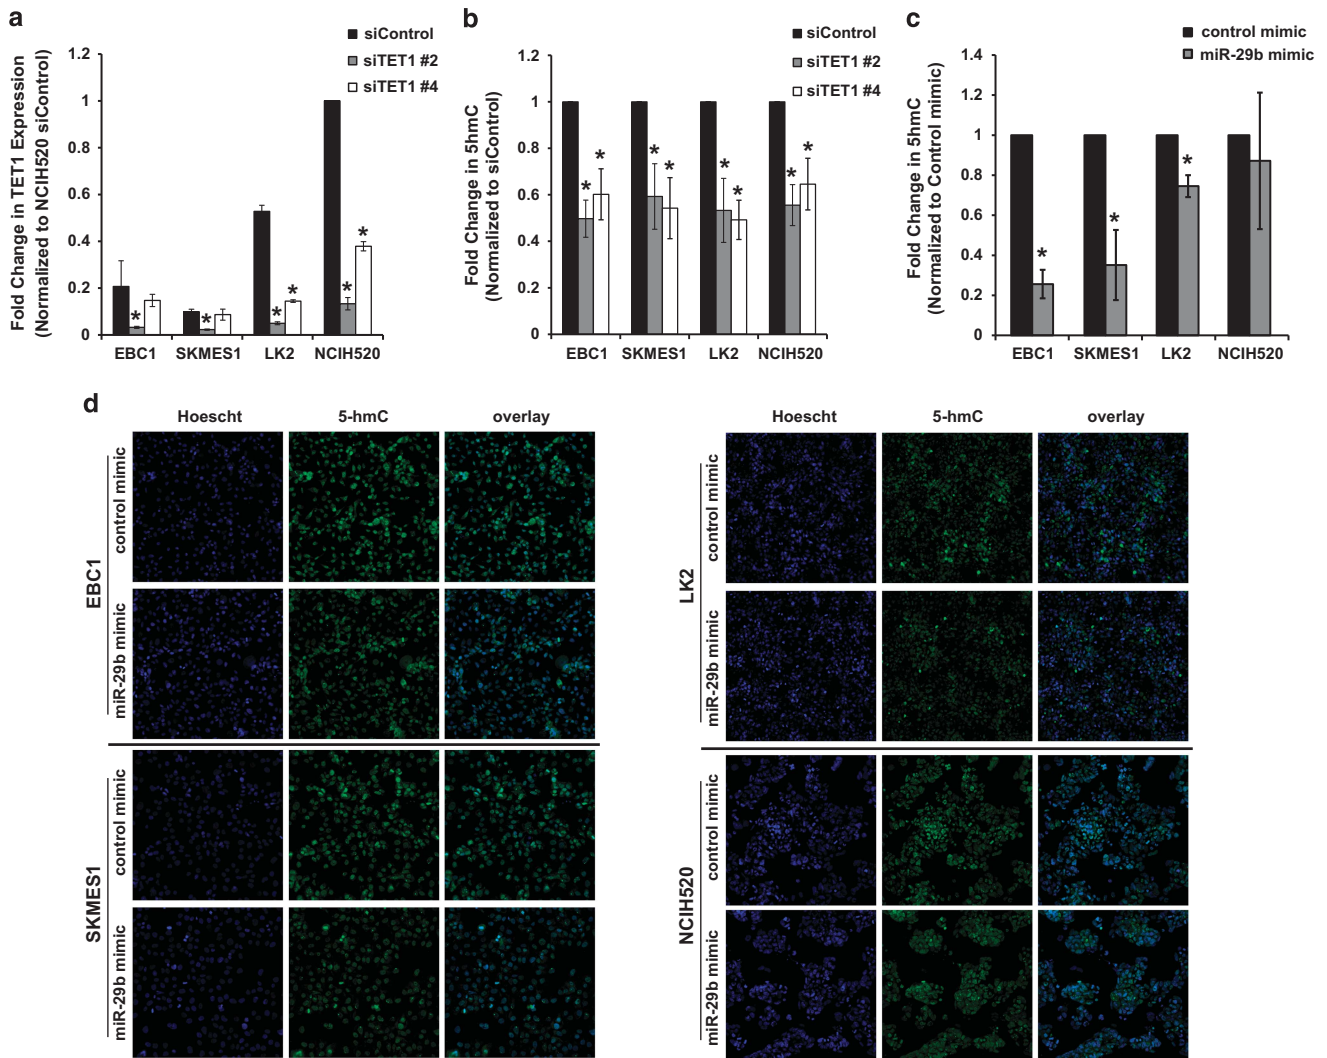 a
siControl
siTET1 #2
siTET1 #4
Fold Change in TET1 Expression
(Normalized to NCIH520 siControl)
1.2
1
0.8
0.6
0.4
0.2
0
* * * * * *
EBC1 SKMES1 LK2 NCIH520
b
siControl
siTET1 #2
siTET1 #4
Fold Change in 5hmC
(Normalized to siControl)
1.2
1
0.8
0.6
0.4
0.2
0
* * * * * * * *
EBC1 SKMES1 LK2 NCIH520
c
control mimic
miR-29b mimic
Fold Change in 5hmC
(Normalized to Control mimic)
1.4
1.2
1
0.8
0.6
0.4
0.2
0
* * *
EBC1 SKMES1 LK2 NCIH520
d
Hoescht 5-hmC overlay
EBC1
control mimic
miR-29b mimic
SKMES1
control mimic
miR-29b mimic
Hoescht 5-hmC overlay
LK2
control mimic
miR-29b mimic
NCIH520
control mimic
miR-29b mimic